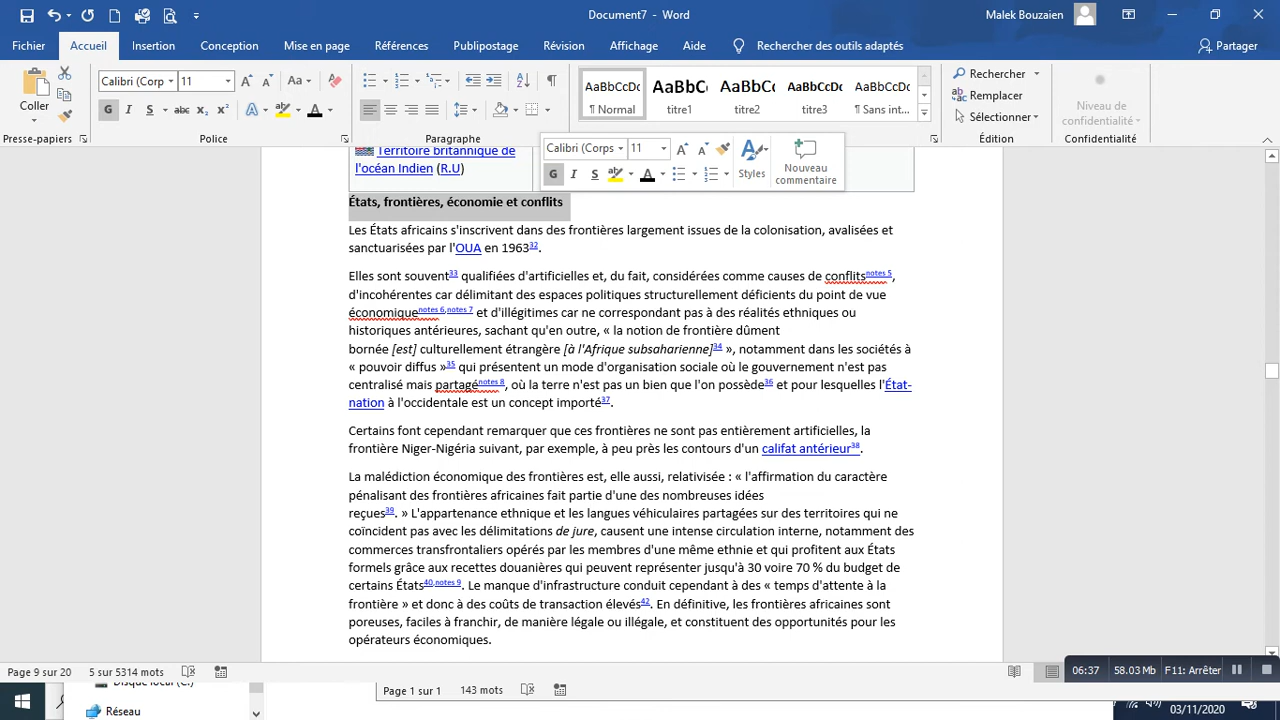 Document7 - Word
Malek Bouzaien
Fichier Accueil Insertion Conception Mise en page Références Publipostage Révision Affichage Aide Rechercher des outils adaptés Partager
Coller
Calibri (Corp 11
Aa
G I S abc x₂ x² A A
AaBbCcDc AaBbC AaBbCc AaBbCcDc AaBbCcDc
¶ Normal titre1 titre2 titre3 ¶ Sans int...
Rechercher
Remplacer
Sélectionner
Niveau de
confidentialité
Presse-papiers Police Paragraphe Édition Confidentialité
Calibri (Corps 11
G I S A Styles
Nouveau
commentaire
Territoire britannique de
l'océan Indien (R.U)
États, frontières, économie et conflits
Les États africains s'inscrivent dans des frontières largement issues de la colonisation, avalisées et
sanctuarisées par l'OUA en 1963³².
Elles sont souvent³³ qualifiées d'artificielles et, du fait, considérées comme causes de conflits notes 5,
d'incohérentes car délimitant des espaces politiques structurellement déficients du point de vue
économique notes 6,notes 7 et d'illégitimes car ne correspondant pas à des réalités ethniques ou
historiques antérieures, sachant qu'en outre, « la notion de frontière dûment
bornée [est] culturellement étrangère [à l'Afrique subsaharienne]³⁴ », notamment dans les sociétés à
« pouvoir diffus »³⁵ qui présentent un mode d'organisation sociale où le gouvernement n'est pas
centralisé mais partagé notes 8, où la terre n'est pas un bien que l'on possède³⁶ et pour lesquelles l'État-
nation à l'occidentale est un concept importé³⁷.
Certains font cependant remarquer que ces frontières ne sont pas entièrement artificielles, la
frontière Niger-Nigéria suivant, par exemple, à peu près les contours d'un califat antérieur³⁸.
La malédiction économique des frontières est, elle aussi, relativisée : « l'affirmation du caractère
pénalisant des frontières africaines fait partie d'une des nombreuses idées
reçues³⁹. » L'appartenance ethnique et les langues véhiculaires partagées sur des territoires qui ne
coïncident pas avec les délimitations de jure, causent une intense circulation interne, notamment des
commerces transfrontaliers opérés par les membres d'une même ethnie et qui profitent aux États
formels grâce aux recettes douanières qui peuvent représenter jusqu'à 30 voire 70 % du budget de
certains États⁴⁰,notes 9. Le manque d'infrastructure conduit cependant à des « temps d'attente à la
frontière » et donc à des coûts de transaction élevés⁴². En définitive, les frontières africaines sont
poreuses, faciles à franchir, de manière légale ou illégale, et constituent des opportunités pour les
opérateurs économiques.
Page 9 sur 20 5 sur 5314 mots
06:37 58.03 MB F11: Arrêter
Disque local (C:)
Page 1 sur 1 143 mots
Réseau
03/11/2020